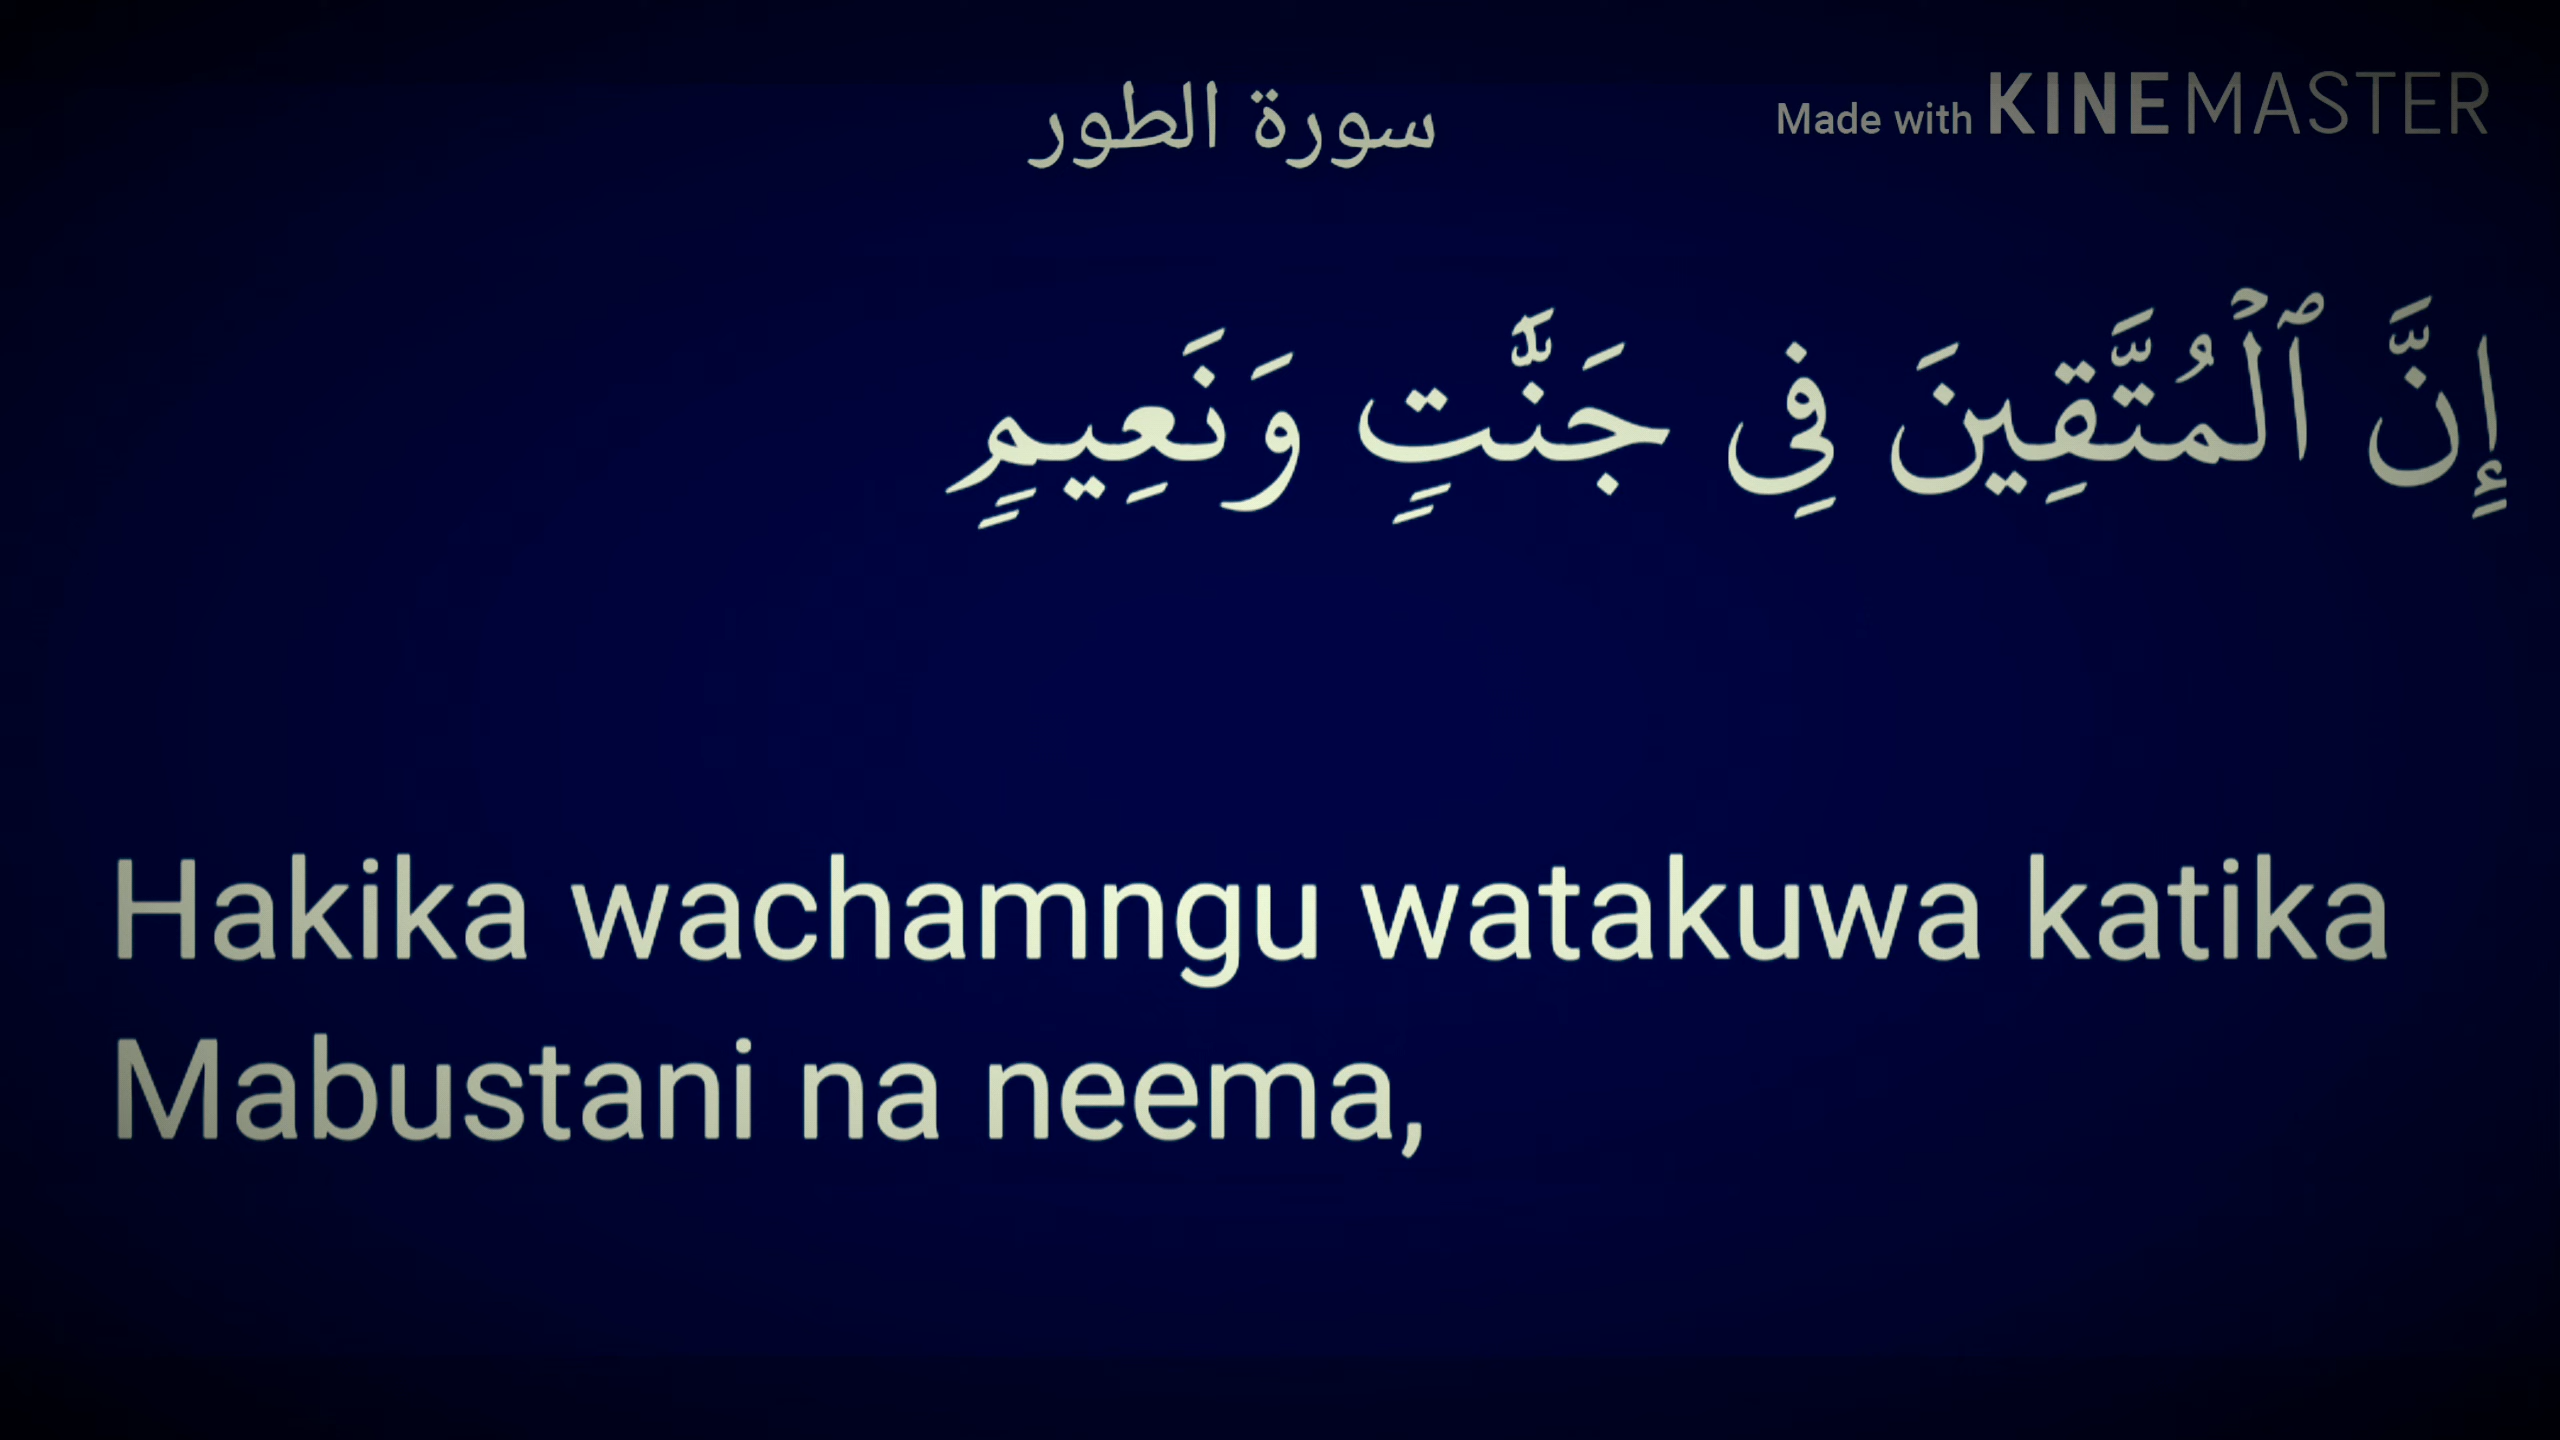 سورة الطور
Made with KINEMASTER
إِنَّ ٱلۡمُتَّقِينَ فِى جَنَّـٰتٍ وَنَعِيمٍ
Hakika wachamngu watakuwa katika
Mabustani na neema,